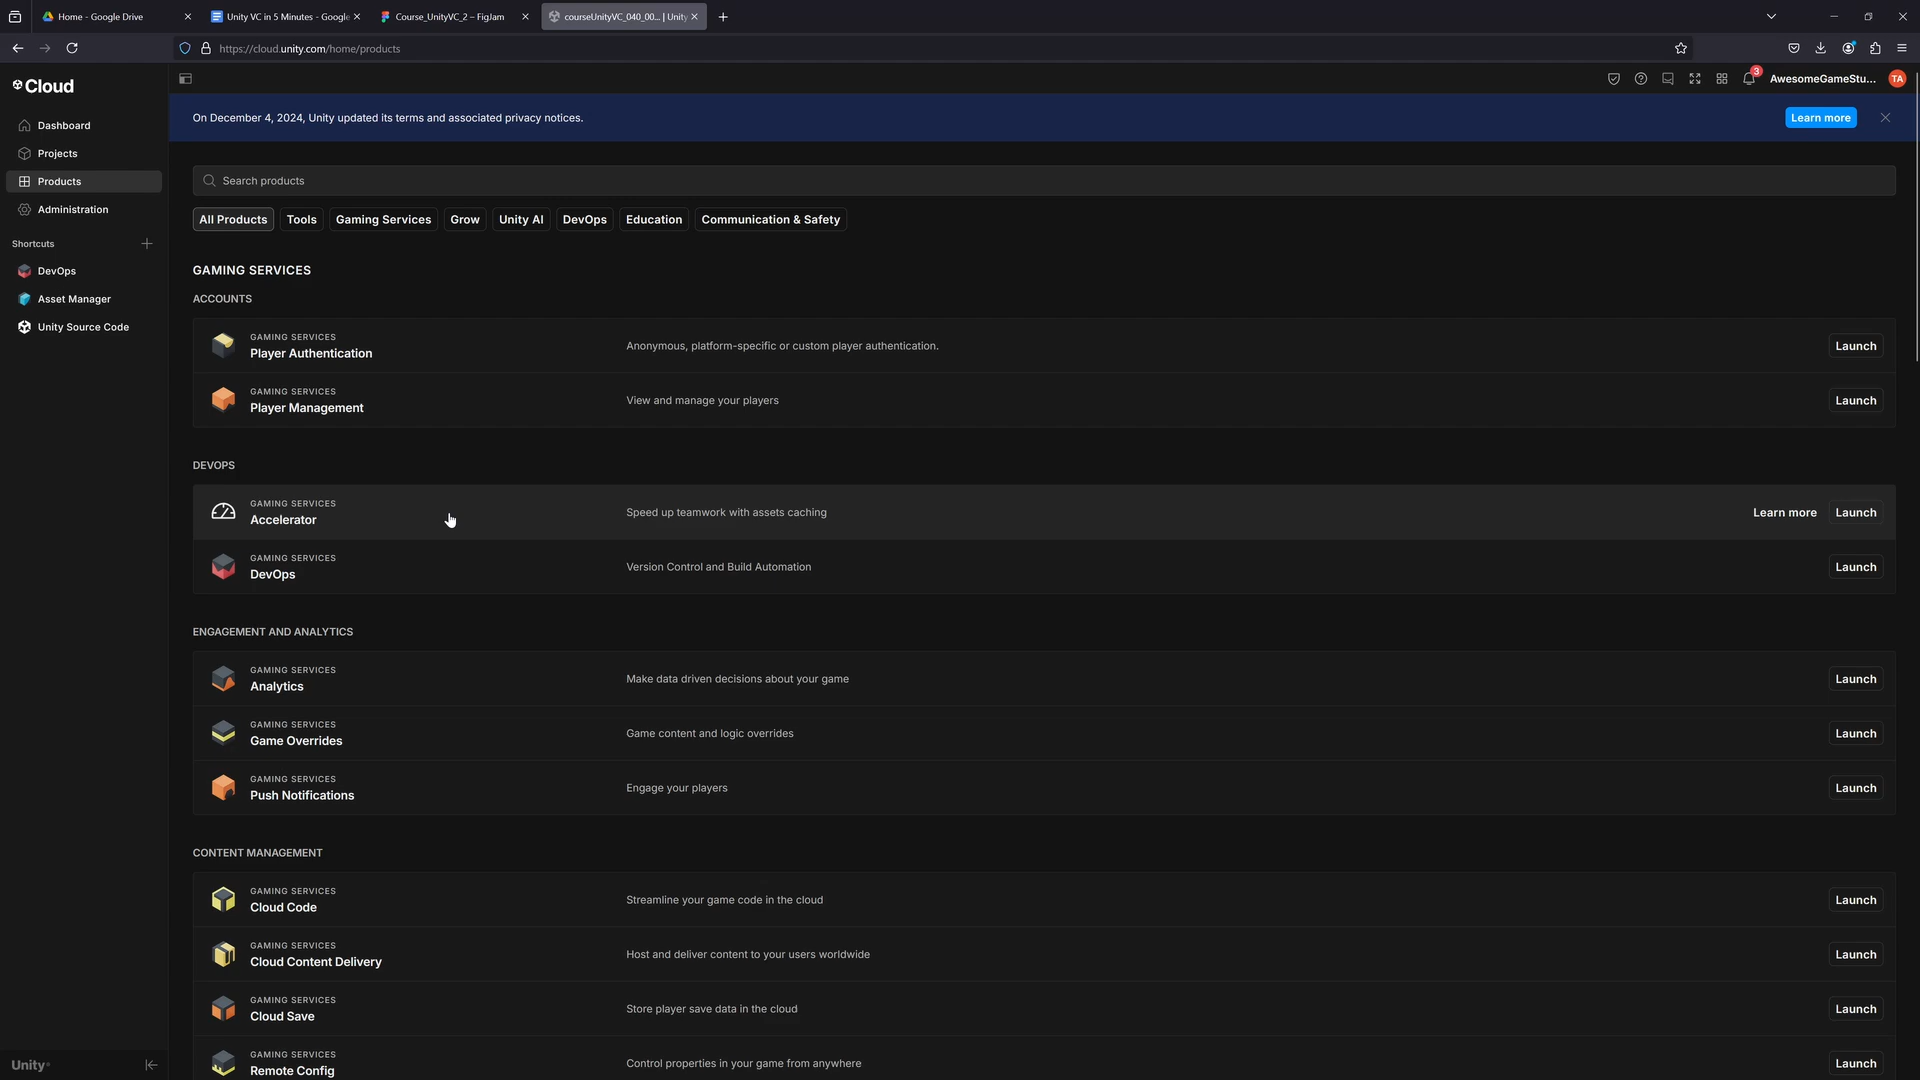 Home - Google Drive
Unity VC in 5 Minutes - Google
Course_UnityVC_2 – FigJam
courseUnityVC_040_00... | Unity
https://cloud.unity.com/home/products
Cloud
3
AwesomeGameStu...
TA
Dashboard
Projects
Products
Administration
Shortcuts
DevOps
Asset Manager
Unity Source Code
On December 4, 2024, Unity updated its terms and associated privacy notices.
Learn more
Search products
All Products
Tools
Gaming Services
Grow
Unity AI
DevOps
Education
Communication & Safety
GAMING SERVICES
ACCOUNTS
GAMING SERVICES
Player Authentication
Anonymous, platform-specific or custom player authentication.
Launch
GAMING SERVICES
Player Management
View and manage your players
Launch
DEVOPS
GAMING SERVICES
Accelerator
Speed up teamwork with assets caching
Learn more
Launch
GAMING SERVICES
DevOps
Version Control and Build Automation
Launch
ENGAGEMENT AND ANALYTICS
GAMING SERVICES
Analytics
Make data driven decisions about your game
Launch
GAMING SERVICES
Game Overrides
Game content and logic overrides
Launch
GAMING SERVICES
Push Notifications
Engage your players
Launch
CONTENT MANAGEMENT
GAMING SERVICES
Cloud Code
Streamline your game code in the cloud
Launch
GAMING SERVICES
Cloud Content Delivery
Host and deliver content to your users worldwide
Launch
GAMING SERVICES
Cloud Save
Store player save data in the cloud
Launch
GAMING SERVICES
Remote Config
Control properties in your game from anywhere
Launch
Unity